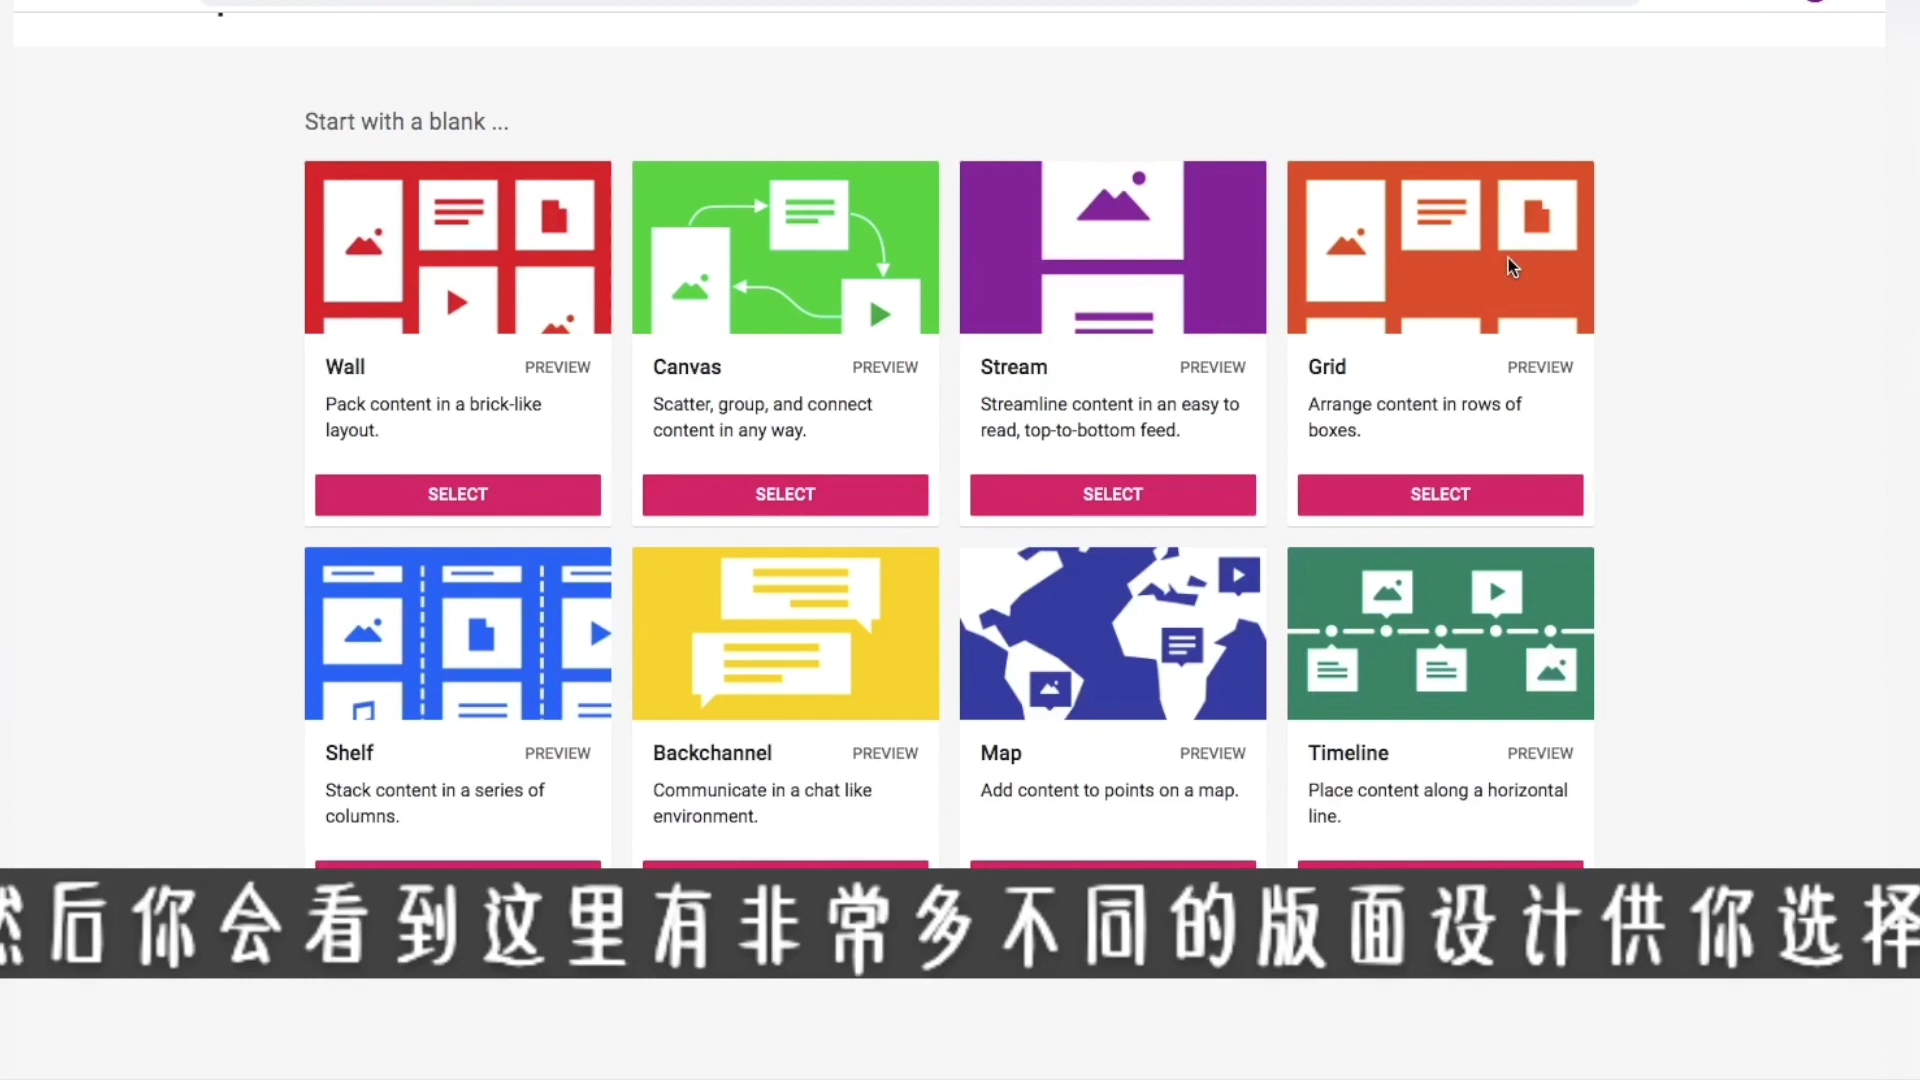 Start with a blank ...
Wall PREVIEW
Pack content in a brick-like
layout.
SELECT
Canvas PREVIEW
Scatter, group, and connect
content in any way.
SELECT
Stream PREVIEW
Streamline content in an easy to
read, top-to-bottom feed.
SELECT
Grid PREVIEW
Arrange content in rows of
boxes.
SELECT
Shelf PREVIEW
Stack content in a series of
columns.
Backchannel PREVIEW
Communicate in a chat like
environment.
Map PREVIEW
Add content to points on a map.
Timeline PREVIEW
Place content along a horizontal
line.
然后你会看到这里有非常多不同的版面设计供你选择